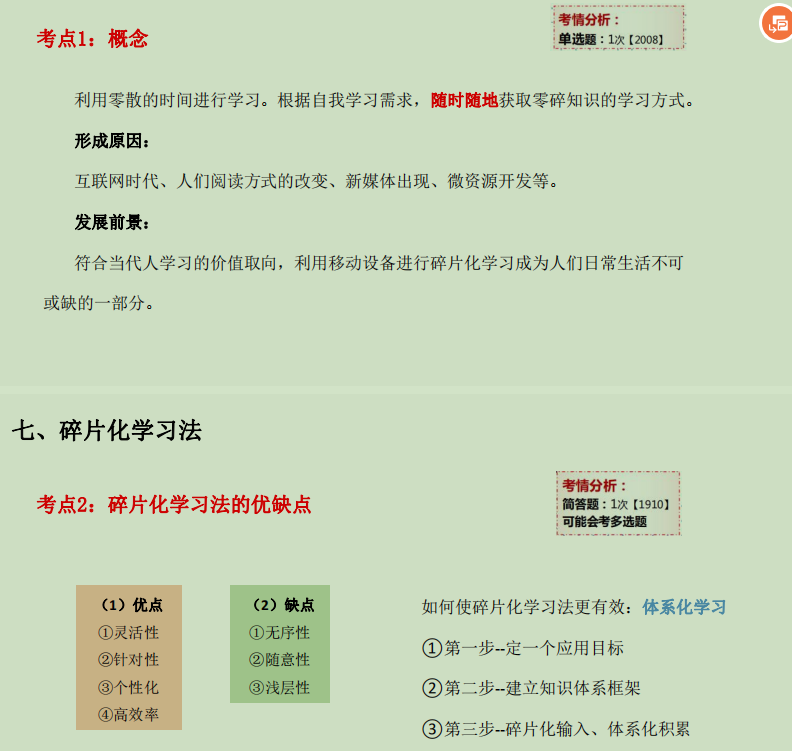 考点1：概念
考情分析：
单选题：1次【2008】
利用零散的时间进行学习。根据自我学习需求，随时随地获取零碎知识的学习方式。
形成原因：
互联网时代、人们阅读方式的改变、新媒体出现、微资源开发等。
发展前景：
符合当代人学习的价值取向，利用移动设备进行碎片化学习成为人们日常生活不可
或缺的一部分。
七、碎片化学习法
考点2：碎片化学习法的优缺点
考情分析：
简答题：1次【1910】
可能会考多选题
（1）优点
①灵活性
②针对性
③个性化
④高效率
（2）缺点
①无序性
②随意性
③浅层性
如何使碎片化学习法更有效：体系化学习
①第一步--定一个应用目标
②第二步--建立知识体系框架
③第三步--碎片化输入、体系化积累